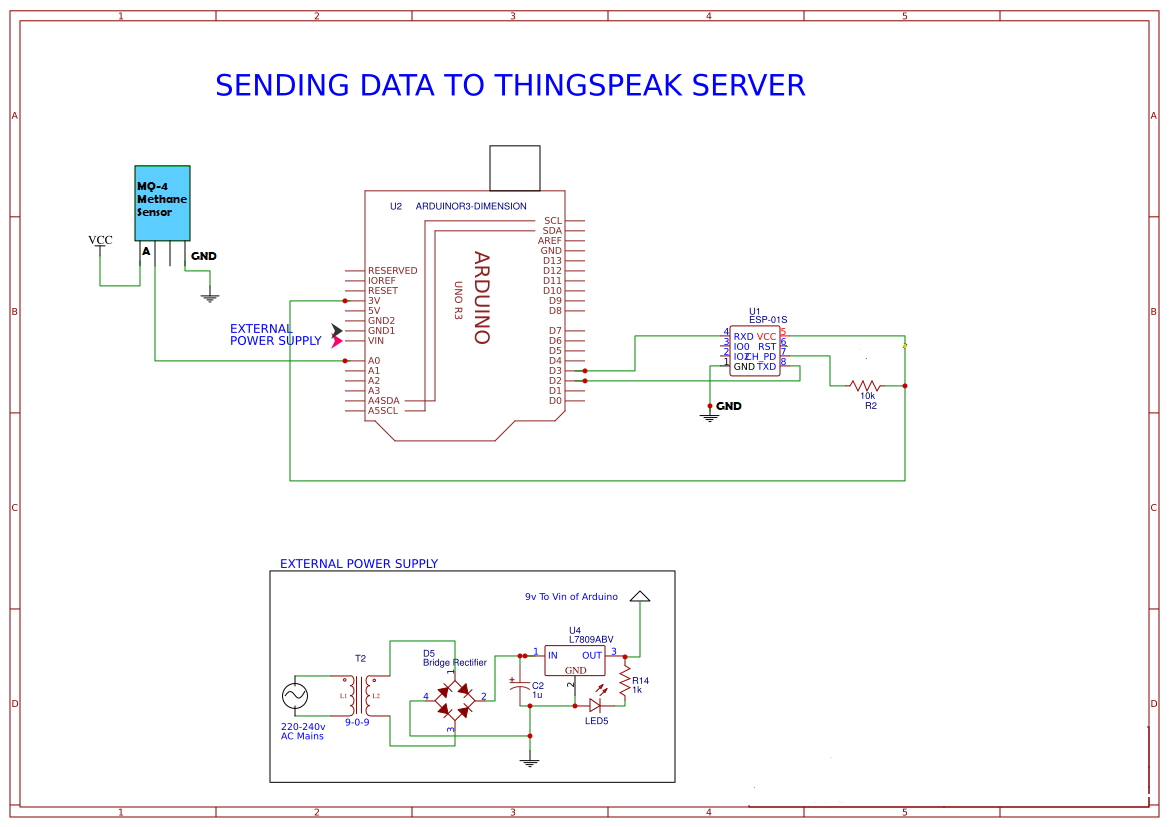 1 2 3 4 5
SENDING DATA TO THINGSPEAK SERVER
A A
MQ-4
Methane
Sensor
VCC
A
GND
U2 ARDUINOR3-DIMENSION
SCL
SDA
AREF
GND
D13
D12
D11
D10
D9
D8
D7
D6
D5
D4
D3
D2
D1
D0
RESERVED
IOREF
RESET
3V
5V
GND2
GND1
VIN
A0
A1
A2
A3
A4SDA
A5SCL
ARDUINO
UNO R3
EXTERNAL
POWER SUPPLY
B B
U1
ESP-01S
4 RXD VCC 5
3 IO0 RST 6
2 IO2 CH_PD 7
1 GND TXD 8
GND
10k
R2
C C
EXTERNAL POWER SUPPLY
9v To Vin of Arduino
U4
L7809ABV
1 IN OUT 3
GND
2
T2
D5
Bridge Rectifier
1
4 2
3
L1 L2
+
C2
1u
R14
1k
LED5
9-0-9
220-240v
AC Mains
D D
1 2 3 4 5